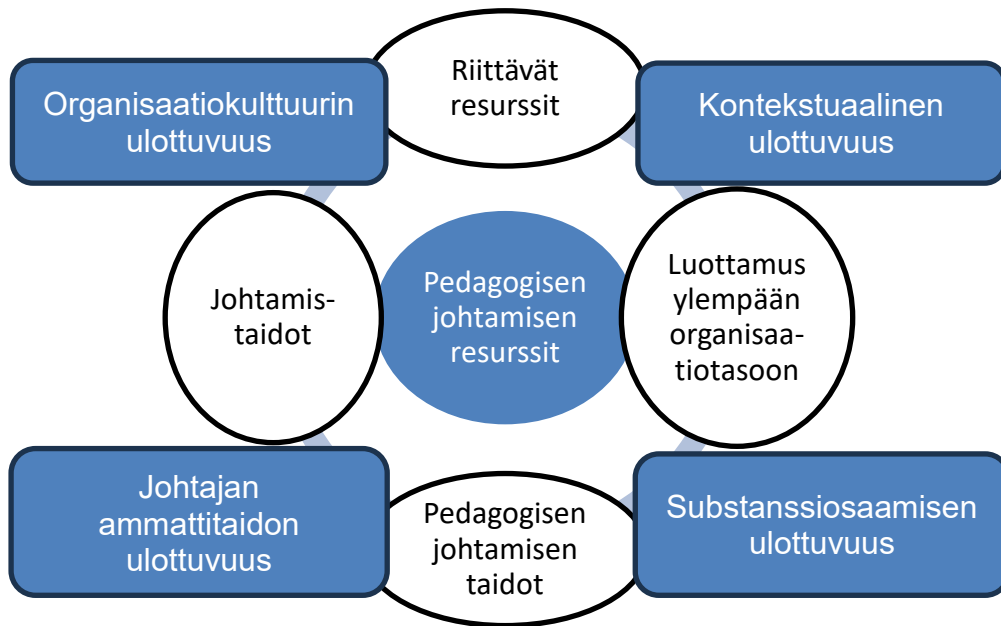 Riittävät
resurssit
Organisaatiokulttuurin
ulottuvuus
Kontekstuaalinen
ulottuvuus
Johtamis-
taidot
Pedagogisen
johtamisen
resurssit
Luottamus
ylempään
organisaa-
tiotasoon
Johtajan
ammattitaidon
ulottuvuus
Pedagogisen
johtamisen
taidot
Substanssiosaamisen
ulottuvuus